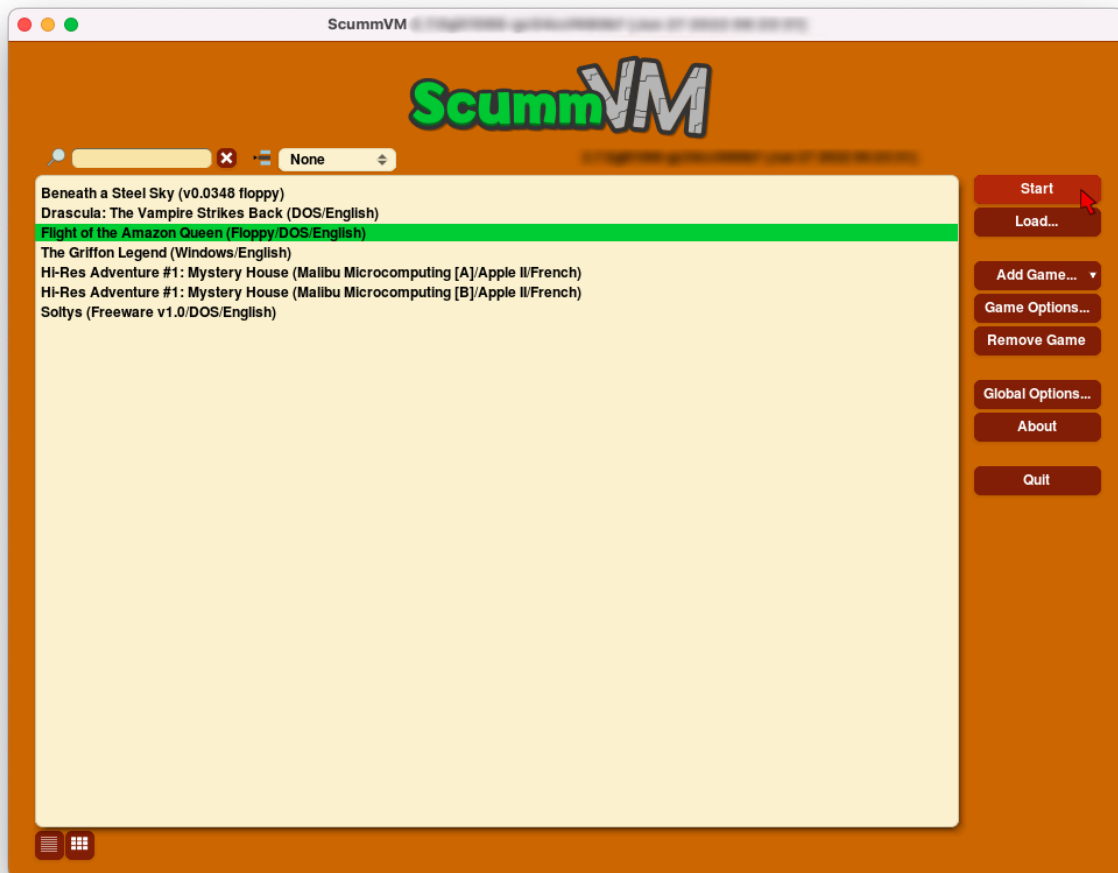 ScummVM
ScummVM
None
Beneath a Steel Sky (v0.0348 floppy)
Drascula: The Vampire Strikes Back (DOS/English)
Flight of the Amazon Queen (Floppy/DOS/English)
The Griffon Legend (Windows/English)
Hi-Res Adventure #1: Mystery House (Malibu Microcomputing [A]/Apple II/French)
Hi-Res Adventure #1: Mystery House (Malibu Microcomputing [B]/Apple II/French)
Soltys (Freeware v1.0/DOS/English)
Start
Load...
Add Game...
Game Options...
Remove Game
Global Options...
About
Quit